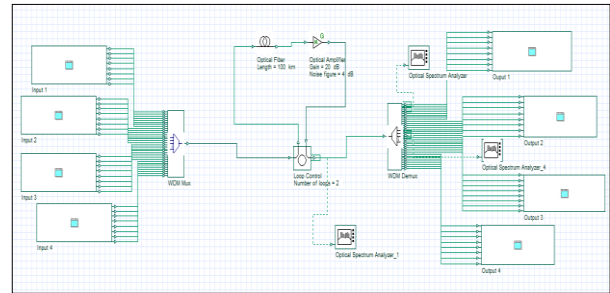 G
Optical Fiber
Length = 100 km
Optical Amplifier
Gain = 20 dB
Noise figure = 4 dB
Input 1
Optical Spectrum Analyzer
Output 1
Input 2
Output 2
WDM Mux
Loop Control
Number of loops = 2
WDM Demux
Optical Spectrum Analyzer_4
Input 3
Output 3
Input 4
Optical Spectrum Analyzer_1
Output 4